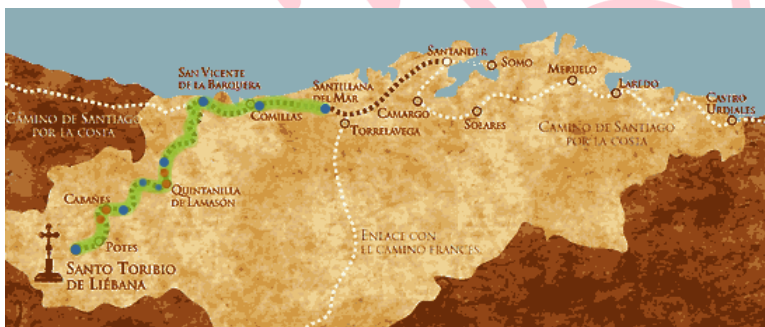 SANTANDER
SOMO
SAN VICENTE
DE LA BARQUERA
MERUELO
SANTILLANA
DEL MAR
LAREDO
CASTRO
URDIALES
CAMINO DE SANTIAGO
POR LA COSTA
COMILLAS
CAMARGO
TORRELAVEGA
SOLARES
CAMINO DE SANTIAGO
POR LA COSTA
CABAÑES
QUINTANILLA
DE LAMASÓN
POTES
ENLACE CON
EL CAMINO FRANCÉS.
SANTO TORIBIO
DE LIÉBANA